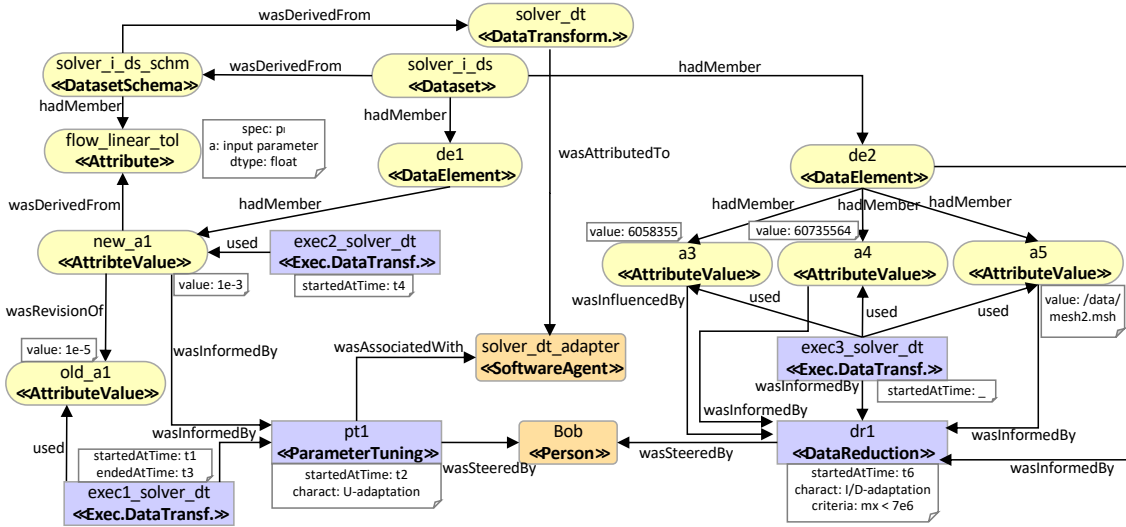 solver_dt
≪DataTransform.≫
wasDerivedFrom
solver_i_ds_schm
≪DatasetSchema≫
wasDerivedFrom
solver_i_ds
≪Dataset≫
hadMember
hadMember
hadMember
flow_linear_tol
≪Attribute≫
spec:
a: input parameter
dtype: float
de1
≪DataElement≫
wasAttributedTo
de2
≪DataElement≫
wasDerivedFrom
hadMember
hadMember
hadMember
hadMember
new_a1
≪AttribteValue≫
used
exec2_solver_dt
≪Exec.DataTransf.≫
value: 6058355
value: 60735564
a3
≪AttributeValue≫
a4
≪AttributeValue≫
a5
≪AttributeValue≫
value: 1e-3
startedAtTime: t4
wasInfluencedBy
used
used
used
value: /data/
mesh2.msh
wasRevisionOf
value: 1e-5
old_a1
≪AttributeValue≫
wasInformedBy
wasAssociatedWith
solver_dt_adapter
≪SoftwareAgent≫
exec3_solver_dt
≪Exec.DataTransf.≫
wasInformedBy
startedAtTime: _
wasInformedBy
used
wasInformedBy
pt1
≪ParameterTuning≫
wasSteeredBy
Bob
≪Person≫
wasSteeredBy
dr1
≪DataReduction≫
wasInformedBy
wasInformedBy
startedAtTime: t1
endedAtTime: t3
startedAtTime: t2
charact: U-adaptation
startedAtTime: t6
charact: I/D-adaptation
criteria: mx < 7e6
exec1_solver_dt
≪Exec.DataTransf.≫